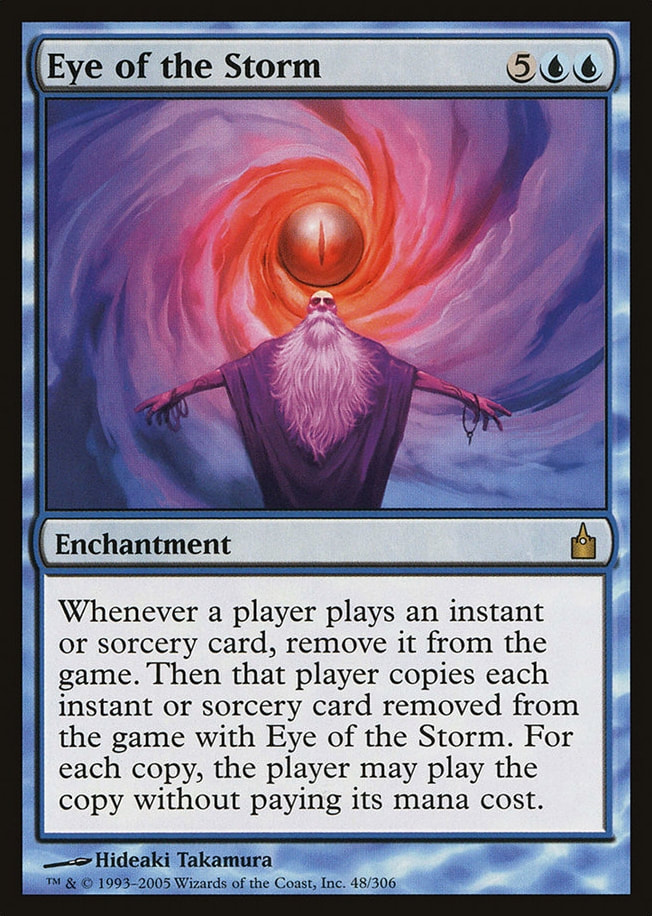 Eye of the Storm 5
Enchantment
Whenever a player plays an instant
or sorcery card, remove it from the
game. Then that player copies each
instant or sorcery card removed from
the game with Eye of the Storm. For
each copy, the player may play the
copy without paying its mana cost.
Hideaki Takamura
™ & © 1993–2005 Wizards of the Coast, Inc. 48/306